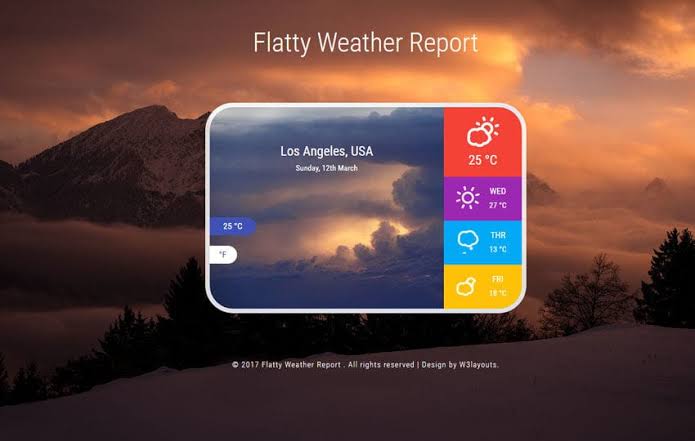 Flatty Weather Report
Los Angeles, USA
Sunday, 12th March
25 °C
°F
25 °C
WED
27 °C
THR
13 °C
FRI
18 °C
© 2017 Flatty Weather Report . All rights reserved | Design by W3layouts.